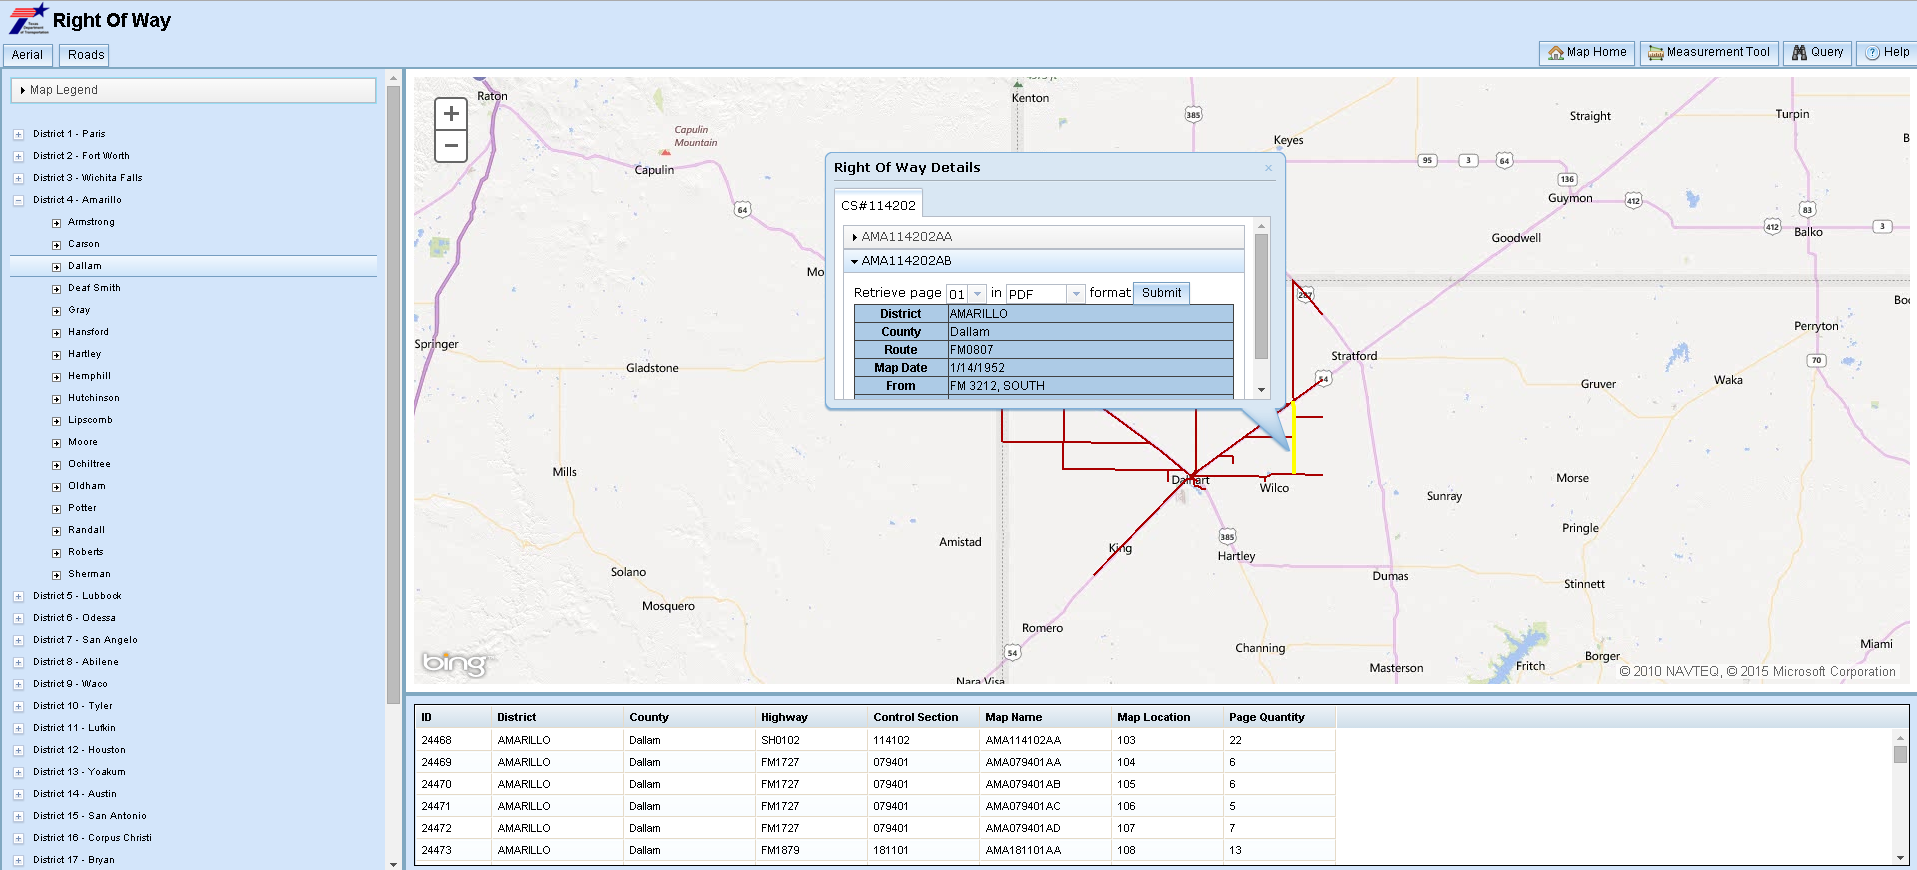 Texas
Department
of Transportation
Right Of Way
Aerial
Roads
Map Home
Measurement Tool
Query
Help
Map Legend
District 1 - Paris
District 2 - Fort Worth
District 3 - Wichita Falls
District 4 - Amarillo
Armstrong
Carson
Dallam
Deaf Smith
Gray
Hansford
Hartley
Hemphill
Hutchinson
Lipscomb
Moore
Ochiltree
Oldham
Potter
Randall
Roberts
Sherman
District 5 - Lubbock
District 6 - Odessa
District 7 - San Angelo
District 8 - Abilene
District 9 - Waco
District 10 - Tyler
District 11 - Lufkin
District 12 - Houston
District 13 - Yoakum
District 14 - Austin
District 15 - San Antonio
District 16 - Corpus Christi
District 17 - Bryan
Raton
Kenton
385
Straight
Turpin
Capulin
Mountain
Keyes
Capulin
95
3
64
136
Guymon
412
64
83
412
Balko
3
Goodwell
Mo
287
Boo
Perryton
Springer
Stratford
70
Gladstone
54
Gruver
Waka
Mills
Dalhart
Wilco
Morse
Sunray
Pringle
385
Amistad
King
Hartley
Solano
Dumas
Stinnett
Mosquero
Romero
Channing
Miami
54
Masterson
Fritch
Borger
Nara Visa
bing
© 2010 NAVTEQ, © 2015 Microsoft Corporation
Right Of Way Details
CS#114202
AMA114202AA
AMA114202AB
Retrieve page 01 in PDF format Submit
District AMARILLO
County Dallam
Route FM0807
Map Date 1/14/1952
From FM 3212, SOUTH
ID District County Highway Control Section Map Name Map Location Page Quantity
24468 AMARILLO Dallam SH0102 114102 AMA114102AA 103 22
24469 AMARILLO Dallam FM1727 079401 AMA079401AA 104 6
24470 AMARILLO Dallam FM1727 079401 AMA079401AB 105 6
24471 AMARILLO Dallam FM1727 079401 AMA079401AC 106 5
24472 AMARILLO Dallam FM1727 079401 AMA079401AD 107 7
24473 AMARILLO Dallam FM1879 181101 AMA181101AA 108 13